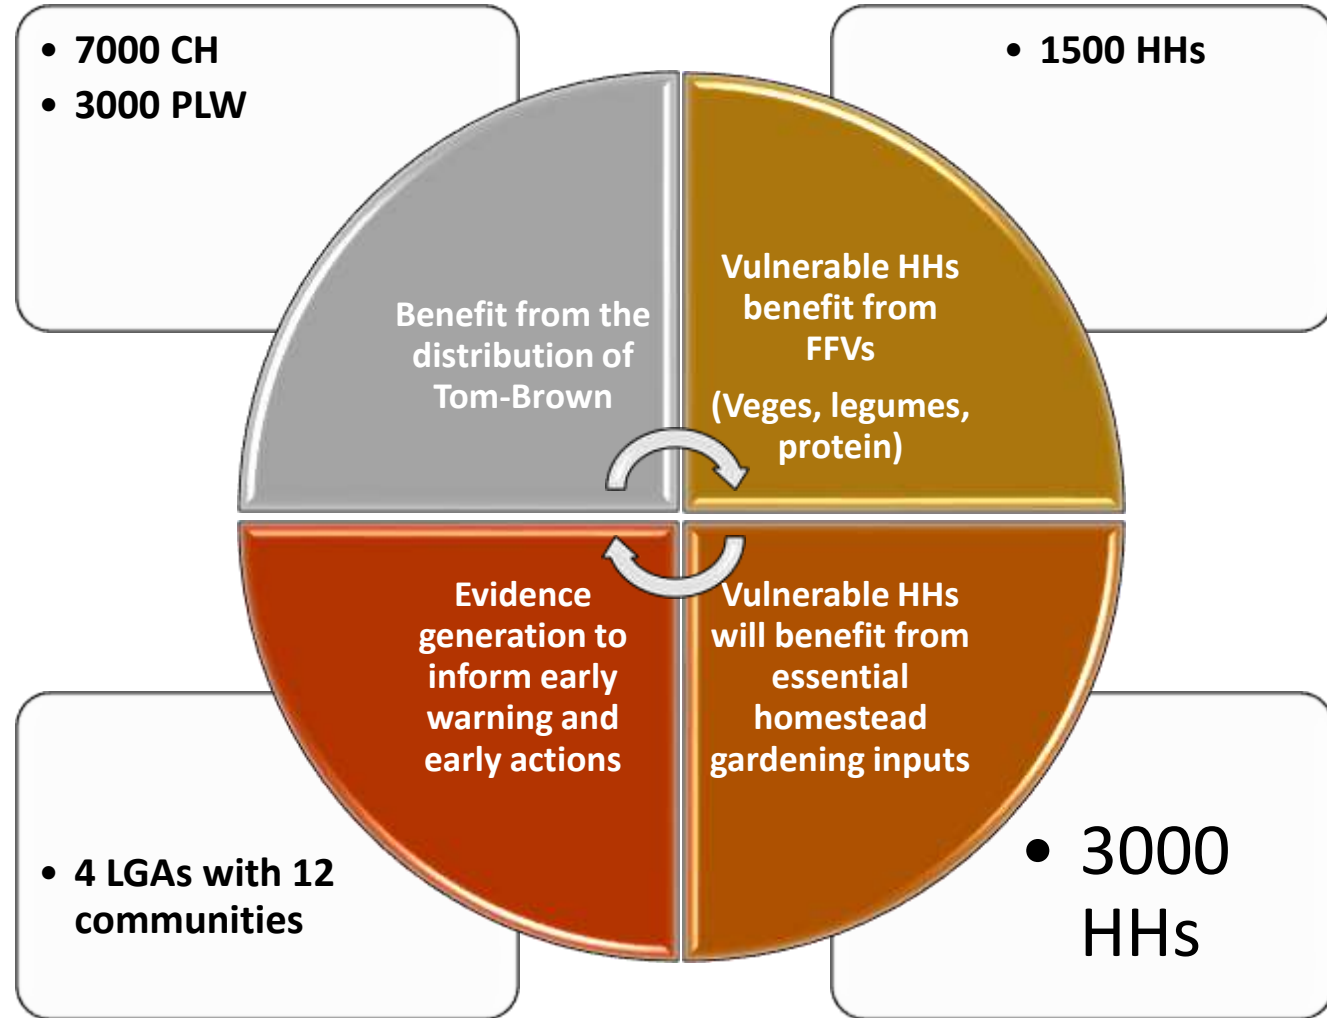 • 7000 CH
• 3000 PLW
• 1500 HHs
Benefit from the
distribution of
Tom-Brown
Vulnerable HHs
benefit from
FFVs
(Veges, legumes,
protein)
Evidence
generation to
inform early
warning and
early actions
Vulnerable HHs
will benefit from
essential
homestead
gardening inputs
• 4 LGAs with 12
communities
• 3000
HHs